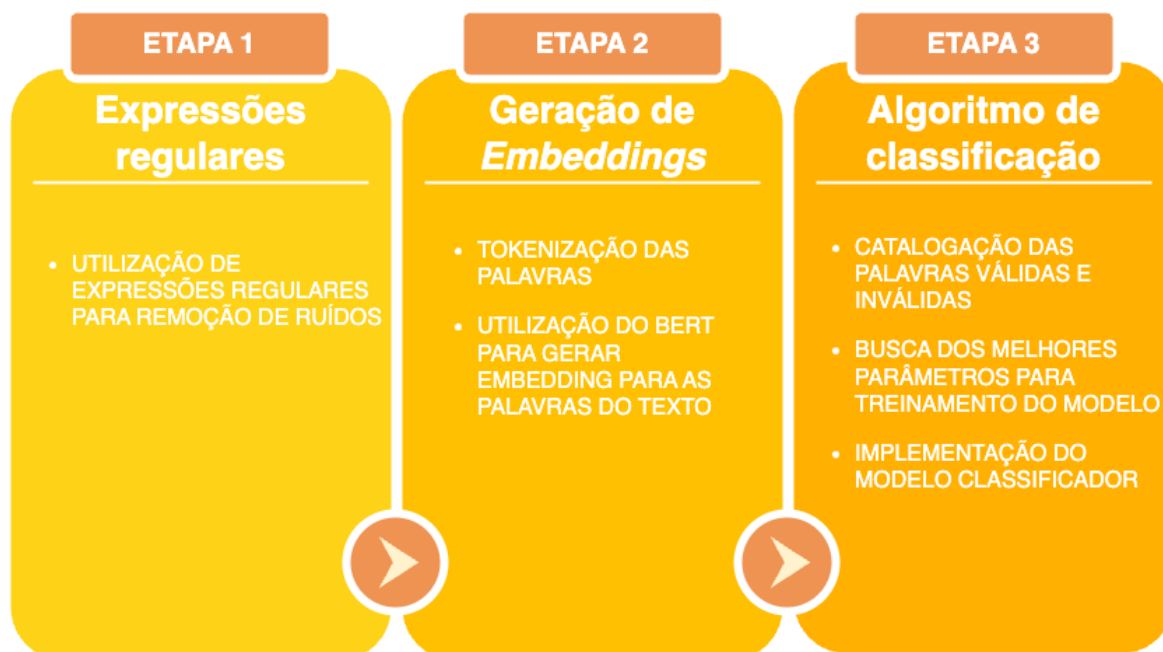 ETAPA 1
Expressões
regulares
• UTILIZAÇÃO DE
EXPRESSÕES REGULARES
PARA REMOÇÃO DE RUÍDOS
ETAPA 2
Geração de
Embeddings
• TOKENIZAÇÃO DAS
PALAVRAS
• UTILIZAÇÃO DO BERT
PARA GERAR
EMBEDDING PARA AS
PALAVRAS DO TEXTO
ETAPA 3
Algoritmo de
classificação
• CATALOGAÇÃO DAS
PALAVRAS VÁLIDAS E
INVÁLIDAS
• BUSCA DOS MELHORES
PARÂMETROS PARA
TREINAMENTO DO MODELO
• IMPLEMENTAÇÃO DO
MODELO CLASSIFICADOR